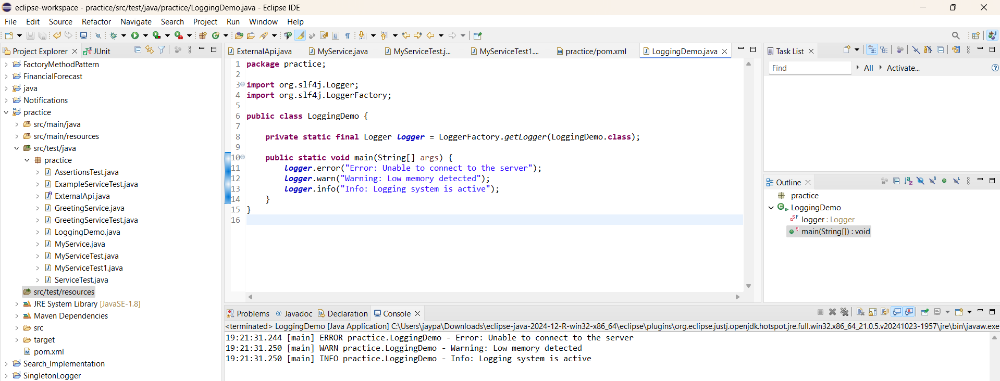 eclipse-workspace - practice/src/test/java/practice/LoggingDemo.java - Eclipse IDE
File Edit Source Refactor Navigate Search Project Run Window Help
Project Explorer
JUnit
FactoryMethodPattern
FinancialForecast
java
Notifications
practice
src/main/java
src/main/resources
src/test/java
practice
AssertionsTest.java
ExampleServiceTest.java
ExternalApi.java
GreetingService.java
GreetingServiceTest.java
LoggingDemo.java
MyService.java
MyServiceTest.java
MyServiceTest1.java
ServiceTest.java
src/test/resources
JRE System Library [JavaSE-1.8]
Maven Dependencies
src
target
pom.xml
Search_Implementation
SingletonLogger
ExternalApi.java MyService.java MyServiceTest.j... MyServiceTest1.... practice/pom.xml LoggingDemo.java
1 package practice;
2
3 import org.slf4j.Logger;
4 import org.slf4j.LoggerFactory;
5
6 public class LoggingDemo {
7
8 private static final Logger logger = LoggerFactory.getLogger(LoggingDemo.class);
9
10 public static void main(String[] args) {
11 logger.error("Error: Unable to connect to the server");
12 logger.warn("Warning: Low memory detected");
13 logger.info("Info: Logging system is active");
14 }
15 }
16
Task List
Find All Activate...
Outline
practice
LoggingDemo
logger : Logger
main(String[]) : void
Problems Javadoc Declaration Console
<terminated> LoggingDemo [Java Application] C:\Users\jaypa\Downloads\eclipse-java-2024-12-R-win32-x86_64\eclipse\plugins\org.eclipse.justj.openjdk.hotspot.jre.full.win32.x86_64_21.0.5.v20241023-1957\jre\bin\javaw.exe
19:21:31.244 [main] ERROR practice.LoggingDemo - Error: Unable to connect to the server
19:21:31.250 [main] WARN practice.LoggingDemo - Warning: Low memory detected
19:21:31.250 [main] INFO practice.LoggingDemo - Info: Logging system is active